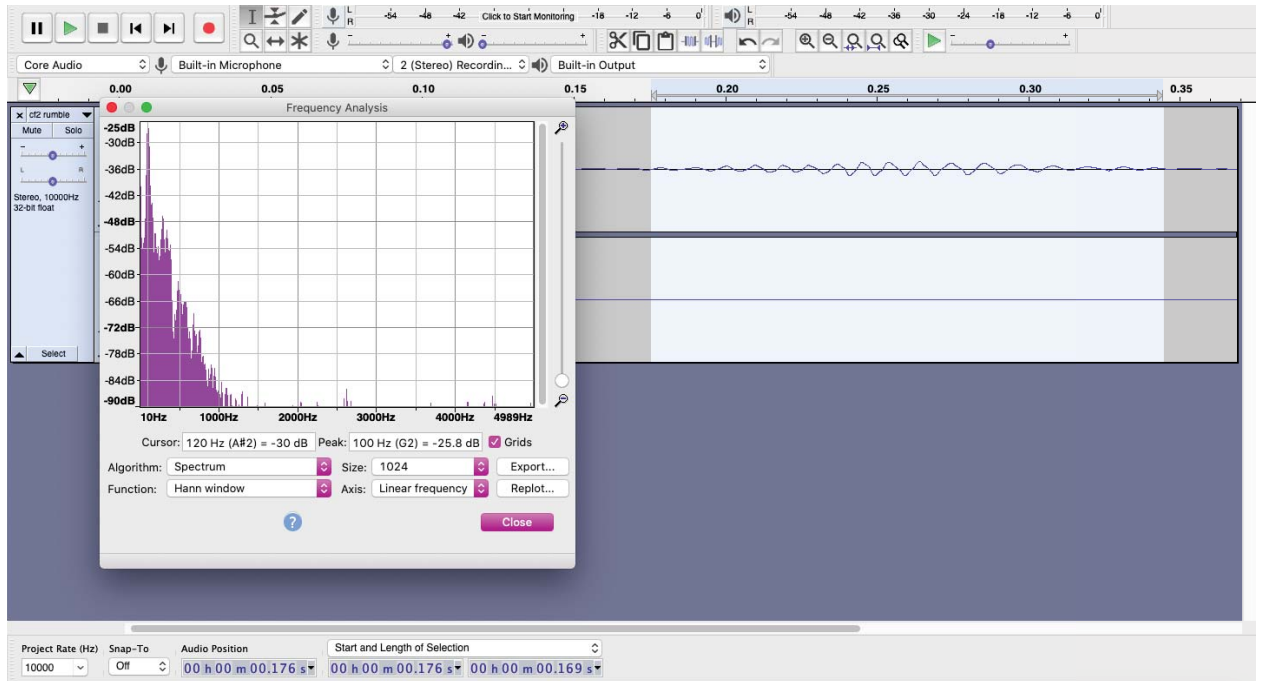 L R -54 -48 -42 Click to Start Monitoring -18 -12 -6 0
L R -54 -48 -42 -36 -30 -24 -18 -12 -6 0
Core Audio Built-in Microphone 2 (Stereo) Recordin... Built-in Output
0.00 0.05 0.10 0.15 0.20 0.25 0.30 0.35
x cf2 rumble
Mute Solo
- +
L R
Stereo, 10000Hz
32-bit float
Select
Frequency Analysis
-25dB
-30dB
-36dB
-42dB
-48dB
-54dB
-60dB
-66dB
-72dB
-78dB
-84dB
-90dB
10Hz 1000Hz 2000Hz 3000Hz 4000Hz 4989Hz
Cursor: 120 Hz (A#2) = -30 dB Peak: 100 Hz (G2) = -25.8 dB Grids
Algorithm: Spectrum Size: 1024 Export...
Function: Hann window Axis: Linear frequency Replot...
? Close
Project Rate (Hz) Snap-To Audio Position Start and Length of Selection
10000 Off 00 h 00 m 00.176 s 00 h 00 m 00.176 s 00 h 00 m 00.169 s